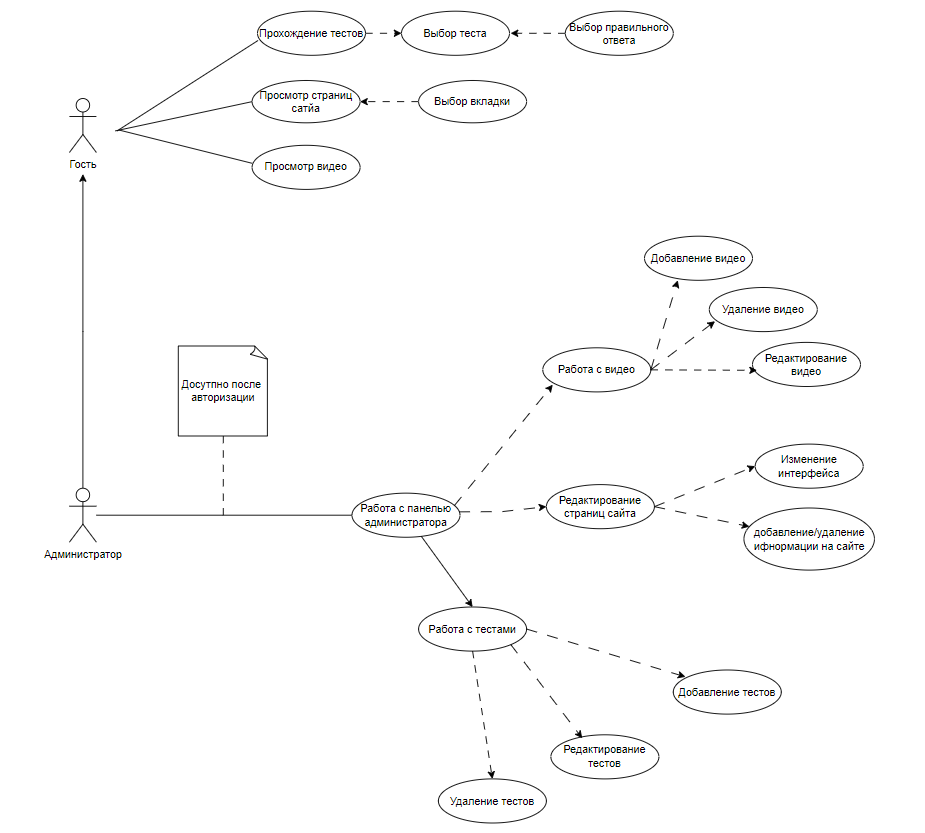 Прохождение тестов
Выбор теста
Выбор правильного
ответа
Просмотр страниц
сатйа
Выбор вкладки
Просмотр видео
Гость
Добавление видео
Удаление видео
Редактирование
видео
Работа с видео
Досутпно после
авторизации
Изменение
интерфейса
Редактирование
страниц сайта
Работа с панелью
администратора
добавление/удаление
ифнормации на сайте
Администратор
Работа с тестами
Добавление тестов
Редактирование
тестов
Удаление тестов